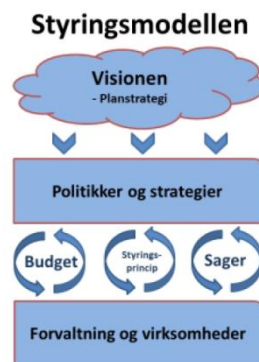 Styringsmodellen
Visionen
- Planstrategi
Politikker og strategier
Budget
Styrings-
princip
Sager
Forvaltning og virksomheder